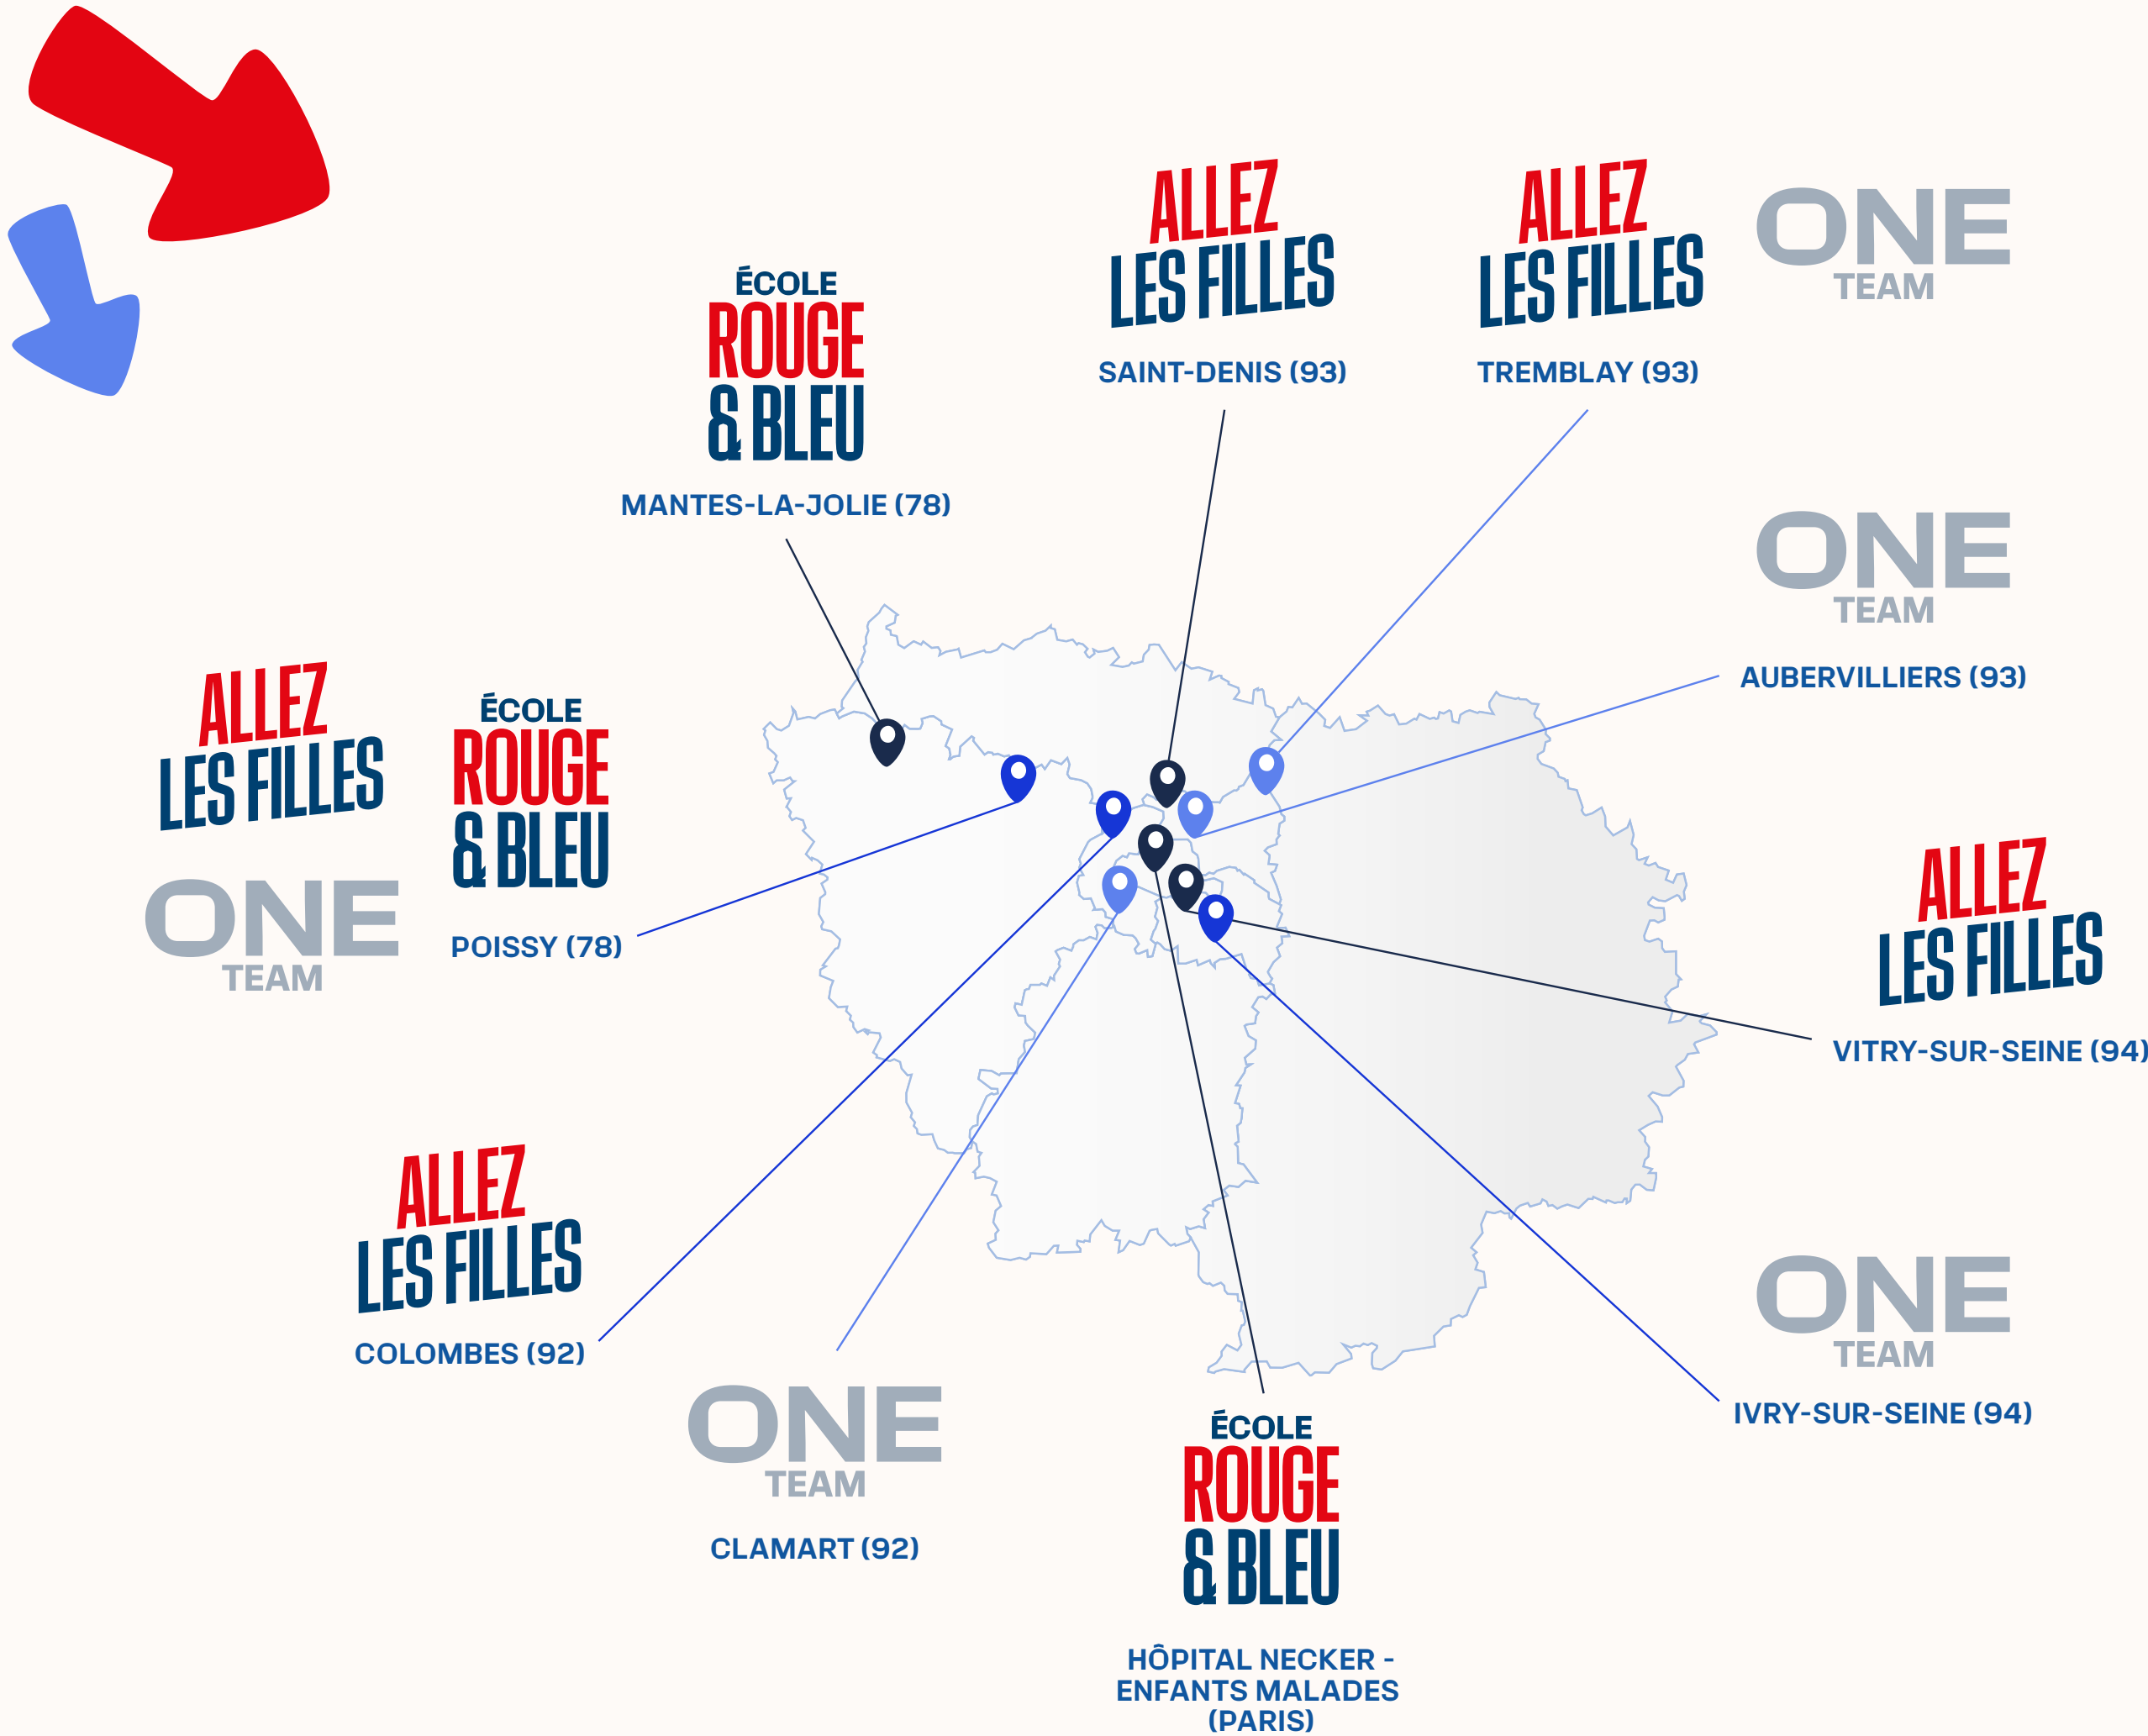 ALLEZ
LES FILLES
SAINT-DENIS (93)
ALLEZ
LES FILLES
TREMBLAY (93)
ONE
TEAM
ÉCOLE
ROUGE
& BLEU
MANTES-LA-JOLIE (78)
ONE
TEAM
AUBERVILLIERS (93)
ALLEZ
LES FILLES
ONE
TEAM
ÉCOLE
ROUGE
& BLEU
POISSY (78)
ALLEZ
LES FILLES
VITRY-SUR-SEINE (94)
ALLEZ
LES FILLES
COLOMBES (92)
ONE
TEAM
IVRY-SUR-SEINE (94)
ONE
TEAM
CLAMART (92)
ÉCOLE
ROUGE
& BLEU
HÔPITAL NECKER -
ENFANTS MALADES
(PARIS)